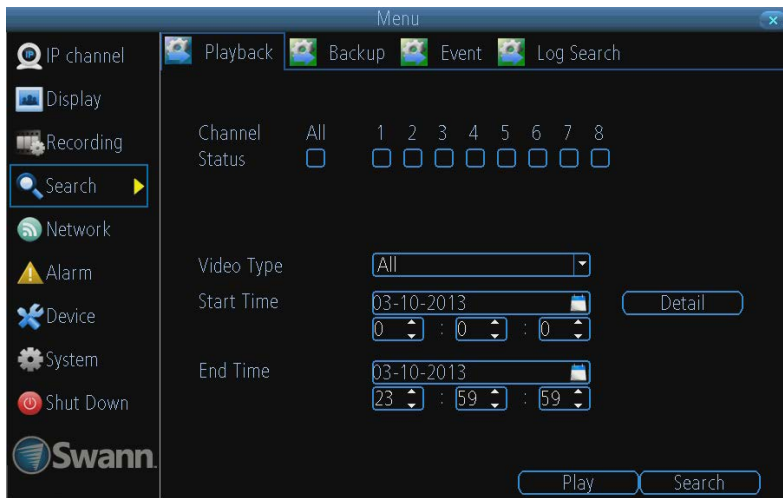 Menu
IP channel
Display
Recording
Search
Network
Alarm
Device
System
Shut Down
Swann.
Playback Backup Event Log Search
Channel All 1 2 3 4 5 6 7 8
Status
Video Type All
Start Time 03-10-2013 Detail
0 : 0 : 0
End Time 03-10-2013
23 : 59 : 59
Play Search